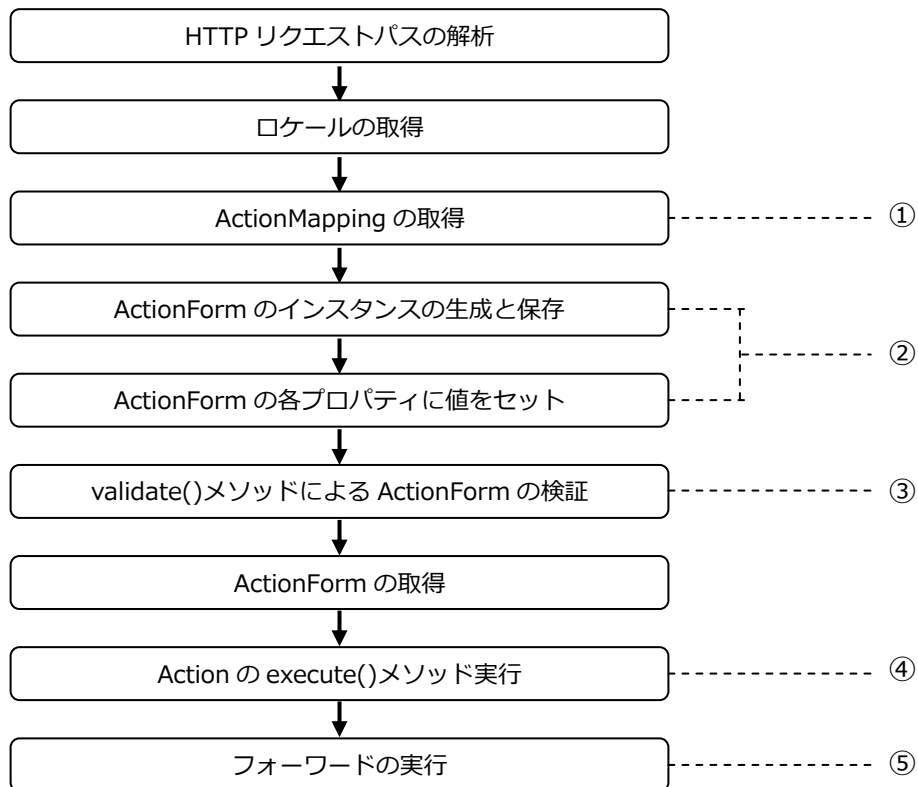 HTTP リクエストパスの解析
ロケールの取得
ActionMapping の取得
①
ActionForm のインスタンスの生成と保存
②
ActionForm の各プロパティに値をセット
validate()メソッドによる ActionForm の検証
③
ActionForm の取得
Action の execute()メソッド実行
④
フォーワードの実行
⑤